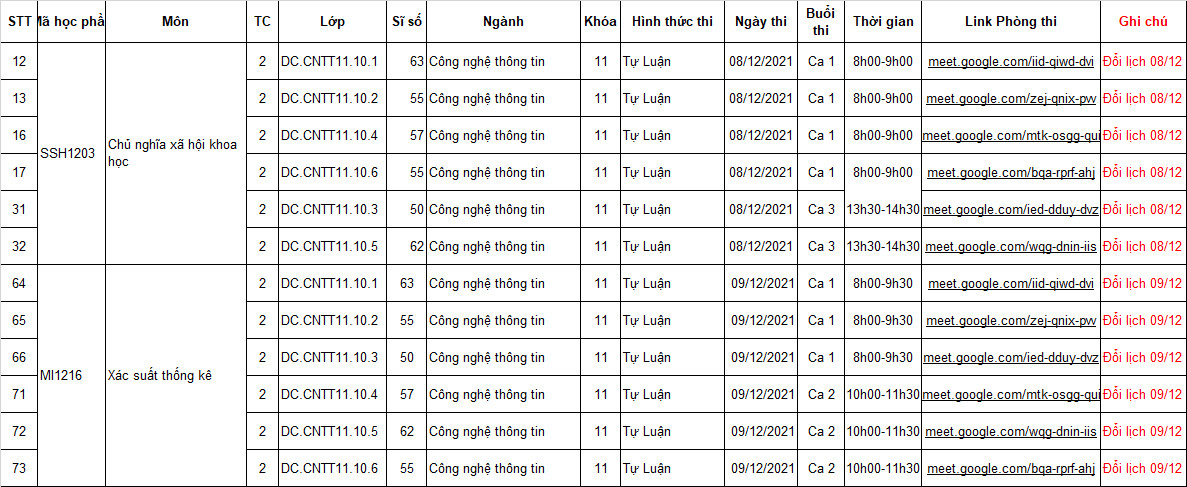 STT Mã học phầ Môn TC Lớp Sĩ số Ngành Khóa Hình thức thi Ngày thi Buổi thi Thời gian Link Phòng thi Ghi chú
12 2 DC.CNTT11.10.1 63 Công nghệ thông tin 11 Tự Luận 08/12/2021 Ca 1 8h00-9h00 meet.google.com/iid-qiwd-dvi Đổi lịch 08/12
13 2 DC.CNTT11.10.2 55 Công nghệ thông tin 11 Tự Luận 08/12/2021 Ca 1 8h00-9h00 meet.google.com/zej-qnix-pvv Đổi lịch 08/12
16 2 DC.CNTT11.10.4 57 Công nghệ thông tin 11 Tự Luận 08/12/2021 Ca 1 8h00-9h00 meet.google.com/mtk-osgg-qui Đổi lịch 08/12
SSH1203 Chủ nghĩa xã hội khoa học
17 2 DC.CNTT11.10.6 55 Công nghệ thông tin 11 Tự Luận 08/12/2021 Ca 1 8h00-9h00 meet.google.com/bqa-rprf-ahj Đổi lịch 08/12
31 2 DC.CNTT11.10.3 50 Công nghệ thông tin 11 Tự Luận 08/12/2021 Ca 3 13h30-14h30 meet.google.com/ied-dduy-dvz Đổi lịch 08/12
32 2 DC.CNTT11.10.5 62 Công nghệ thông tin 11 Tự Luận 08/12/2021 Ca 3 13h30-14h30 meet.google.com/wqg-dnin-iis Đổi lịch 08/12
64 2 DC.CNTT11.10.1 63 Công nghệ thông tin 11 Tự Luận 09/12/2021 Ca 1 8h00-9h30 meet.google.com/iid-qiwd-dvi Đổi lịch 09/12
65 2 DC.CNTT11.10.2 55 Công nghệ thông tin 11 Tự Luận 09/12/2021 Ca 1 8h00-9h30 meet.google.com/zej-qnix-pvv Đổi lịch 09/12
66 2 DC.CNTT11.10.3 50 Công nghệ thông tin 11 Tự Luận 09/12/2021 Ca 1 8h00-9h30 meet.google.com/ied-dduy-dvz Đổi lịch 09/12
MI1216 Xác suất thống kê
71 2 DC.CNTT11.10.4 57 Công nghệ thông tin 11 Tự Luận 09/12/2021 Ca 2 10h00-11h30 meet.google.com/mtk-osgg-qui Đổi lịch 09/12
72 2 DC.CNTT11.10.5 62 Công nghệ thông tin 11 Tự Luận 09/12/2021 Ca 2 10h00-11h30 meet.google.com/wqg-dnin-iis Đổi lịch 09/12
73 2 DC.CNTT11.10.6 55 Công nghệ thông tin 11 Tự Luận 09/12/2021 Ca 2 10h00-11h30 meet.google.com/bqa-rprf-ahj Đổi lịch 09/12